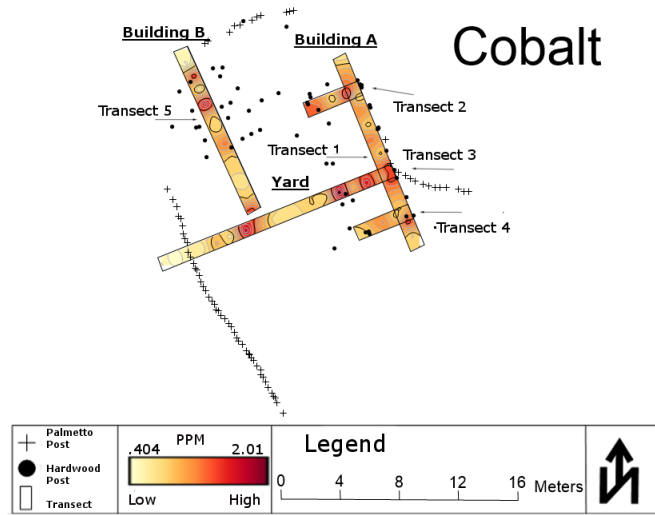 Cobalt
Building B
Building A
Transect 5
Transect 2
Transect 1
Transect 3
Yard
Transect 4
Palmetto
Post
Hardwood
Post
Transect
PPM
.404 2.01
Low High
Legend
0 4 8 12 16 Meters
N